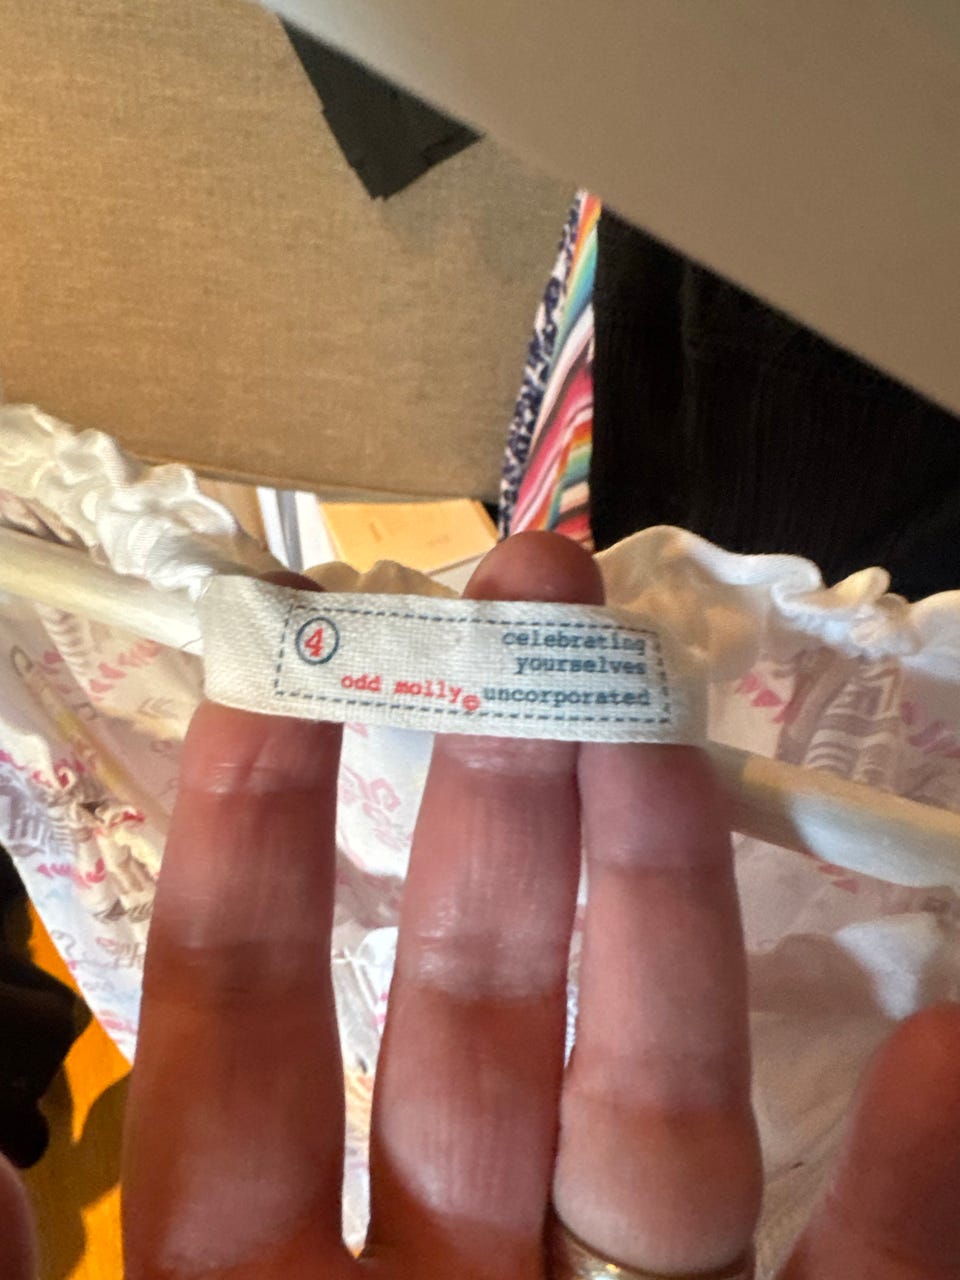 4
celebrating
yourselves
odd molly uncorporated